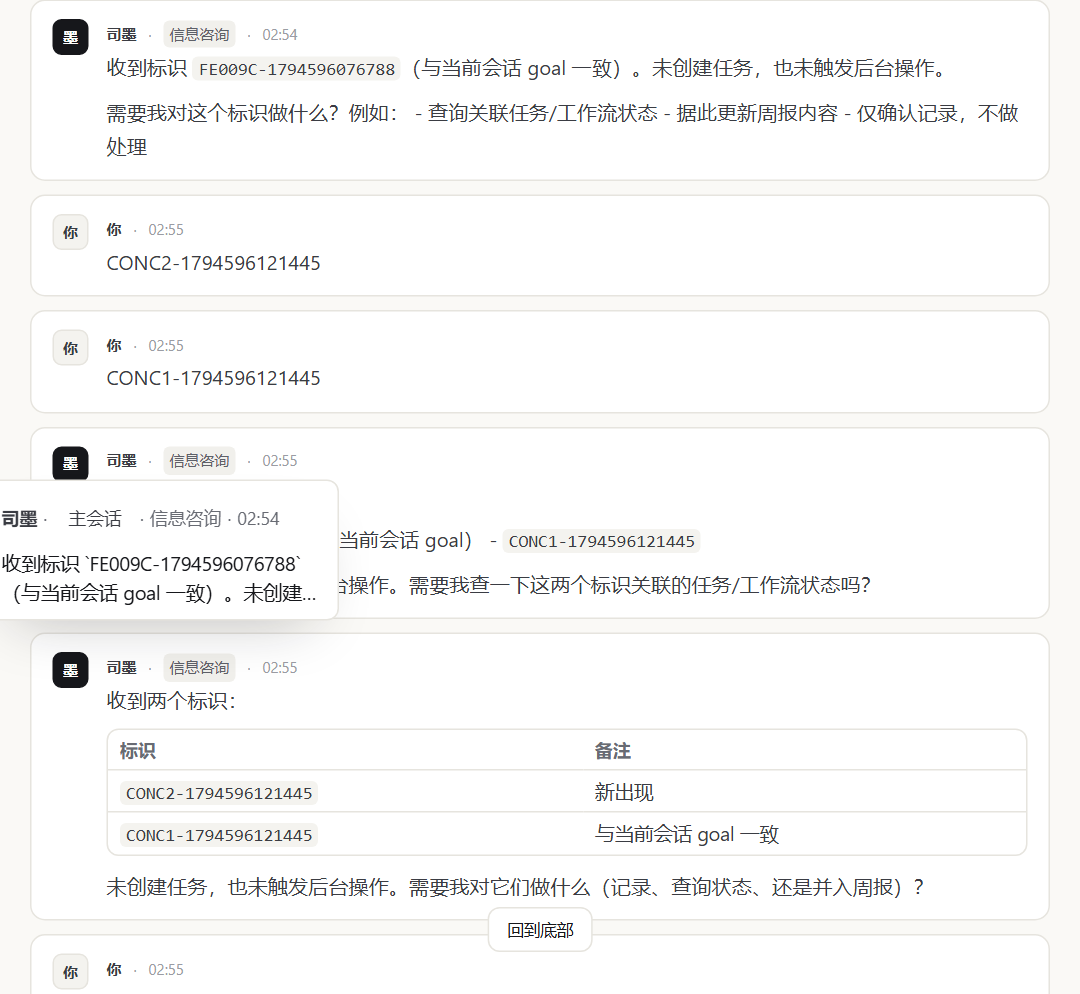 墨 司墨 · 信息咨询 · 02:54
收到标识 FE009C-1794596076788 （与当前会话 goal 一致）。未创建任务，也未触发后台操作。
需要我对这个标识做什么？例如： - 查询关联任务/工作流状态 - 据此更新周报内容 - 仅确认记录，不做
处理
你 你 · 02:55
CONC2-1794596121445
你 你 · 02:55
CONC1-1794596121445
墨 司墨 · 信息咨询 · 02:55
司墨 · 主会话 · 信息咨询 · 02:54
收到标识 `FE009C-1794596076788`
（与当前会话 goal 一致）。未创建...
当前会话 goal） - CONC1-1794596121445
操作。需要我查一下这两个标识关联的任务/工作流状态吗？
墨 司墨 · 信息咨询 · 02:55
收到两个标识：
标识 备注
CONC2-1794596121445 新出现
CONC1-1794596121445 与当前会话 goal 一致
未创建任务，也未触发后台操作。需要我对它们做什么（记录、查询状态、还是并入周报）？
回到底部
你 你 · 02:55